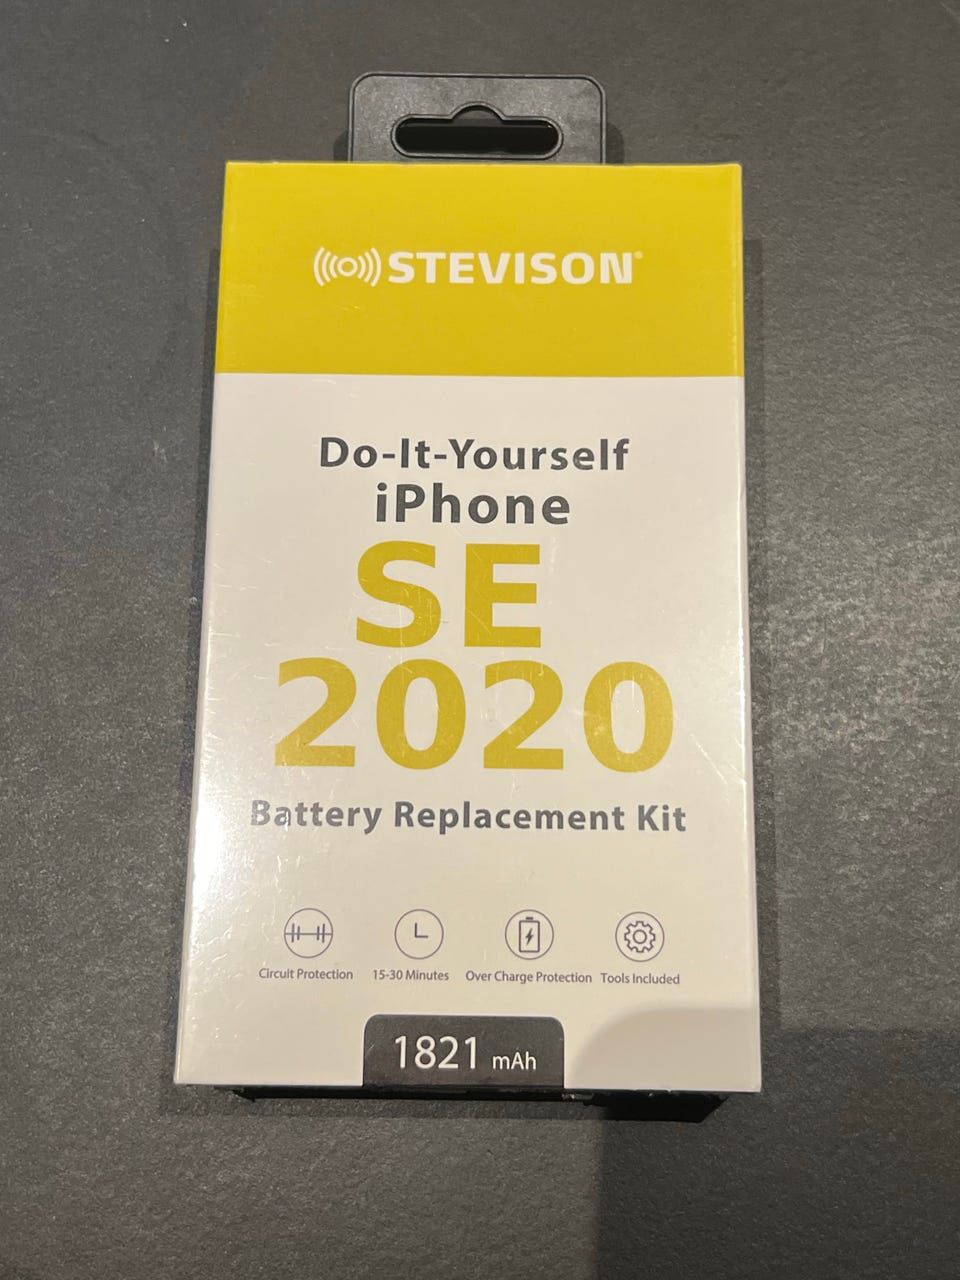 STEVISON®
Do-It-Yourself
iPhone
SE
2020
Battery Replacement Kit
Circuit Protection
15-30 Minutes
Over Charge Protection
Tools Included
1821 mAh